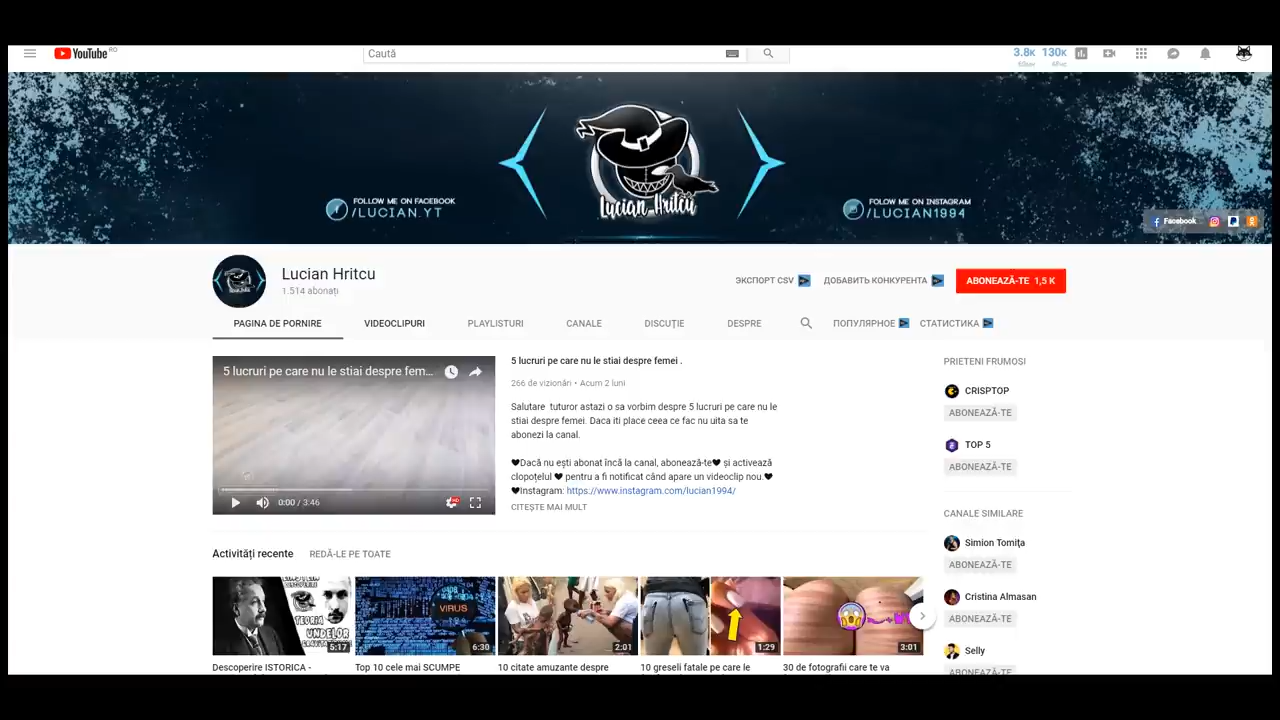 YouTube RO
Caută
3.8K 130K
FOLLOW ME ON FACEBOOK
/LUCIAN.YT
Lucian Hritcu
FOLOW ME ON INSTAGRAM
/LUCIAN1994
Facebook
Lucian Hritcu
1.514 abonați
ЭКСПОРТ CSV
ДОБАВИТЬ КОНКУРЕНТА
ABONEAZĂ-TE 1,5 K
PAGINA DE PORNIRE
VIDEOCLIPURI
PLAYLISTURI
CANALE
DISCUȚIE
DESPRE
ПОПУЛЯРНОЕ
СТАТИСТИКА
5 lucruri pe care nu le stiai despre fem...
0:00 / 3:46
5 lucruri pe care nu le stiai despre femei .
266 de vizionări • Acum 2 luni
Salutare tuturor astazi o sa vorbim despre 5 lucruri pe care nu le
stiai despre femei. Daca iti place ceea ce fac nu uita sa te
abonezi la canal.
🖤Dacă nu ești abonat încă la canal, abonează-te🖤 și activează
clopoțelul 🖤 pentru a fi notificat când apare un videoclip nou.🖤
🖤Instagram: https://www.instagram.com/lucian1994/
CITEȘTE MAI MULT
PRIETENI FRUMOȘI
CRISPTOP
ABONEAZĂ-TE
TOP 5
ABONEAZĂ-TE
CANALE SIMILARE
Simion Tomița
ABONEAZĂ-TE
Cristina Almasan
ABONEAZĂ-TE
Selly
ABONEAZĂ-TE
Activități recente
REDĂ-LE PE TOATE
TEORIA
UNDELOR
5:17
VIRUS
6:30
2:01
1:29
3:01
Descoperire ISTORICA -
Top 10 cele mai SCUMPE
10 citate amuzante despre
10 greseli fatale pe care le
30 de fotografii care te va